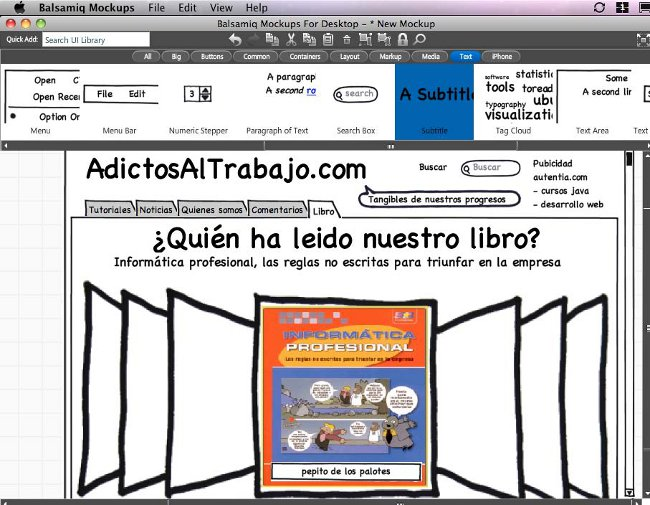 Balsamiq Mockups File Edit View Window Help
Balsamiq Mockups For Desktop - * New Mockup
Quick Add: Search UI Library
All Big Buttons Common Containers Layout Markup Media Text iPhone
Open
Open Recen
Option On
Menu
File Edit
Menu Bar
3
Numeric Stepper
A paragrap
A second ro
Paragraph of Text
search
Search Box
A Subtitle
Subtitle
software statistic
tools toread
typography ubu
visualizati
Tag Cloud
Some
A second lin
Text Area
Text
AdictosAlTrabajo.com
Buscar Buscar
Pubicidad
autentia.com
- cursos java
- desarrollo web
Tangibles de nuestros progresos
Tutoriales Noticias Quienes somos Comentarios Libro
¿Quién ha leido nuestro libro?
Informática profesional, las reglas no escritas para triunfar en la empresa
INFORMÁTICA
PROFESIONAL
Las reglas no escritas para triunfar en la empresa
pepito de los palotes